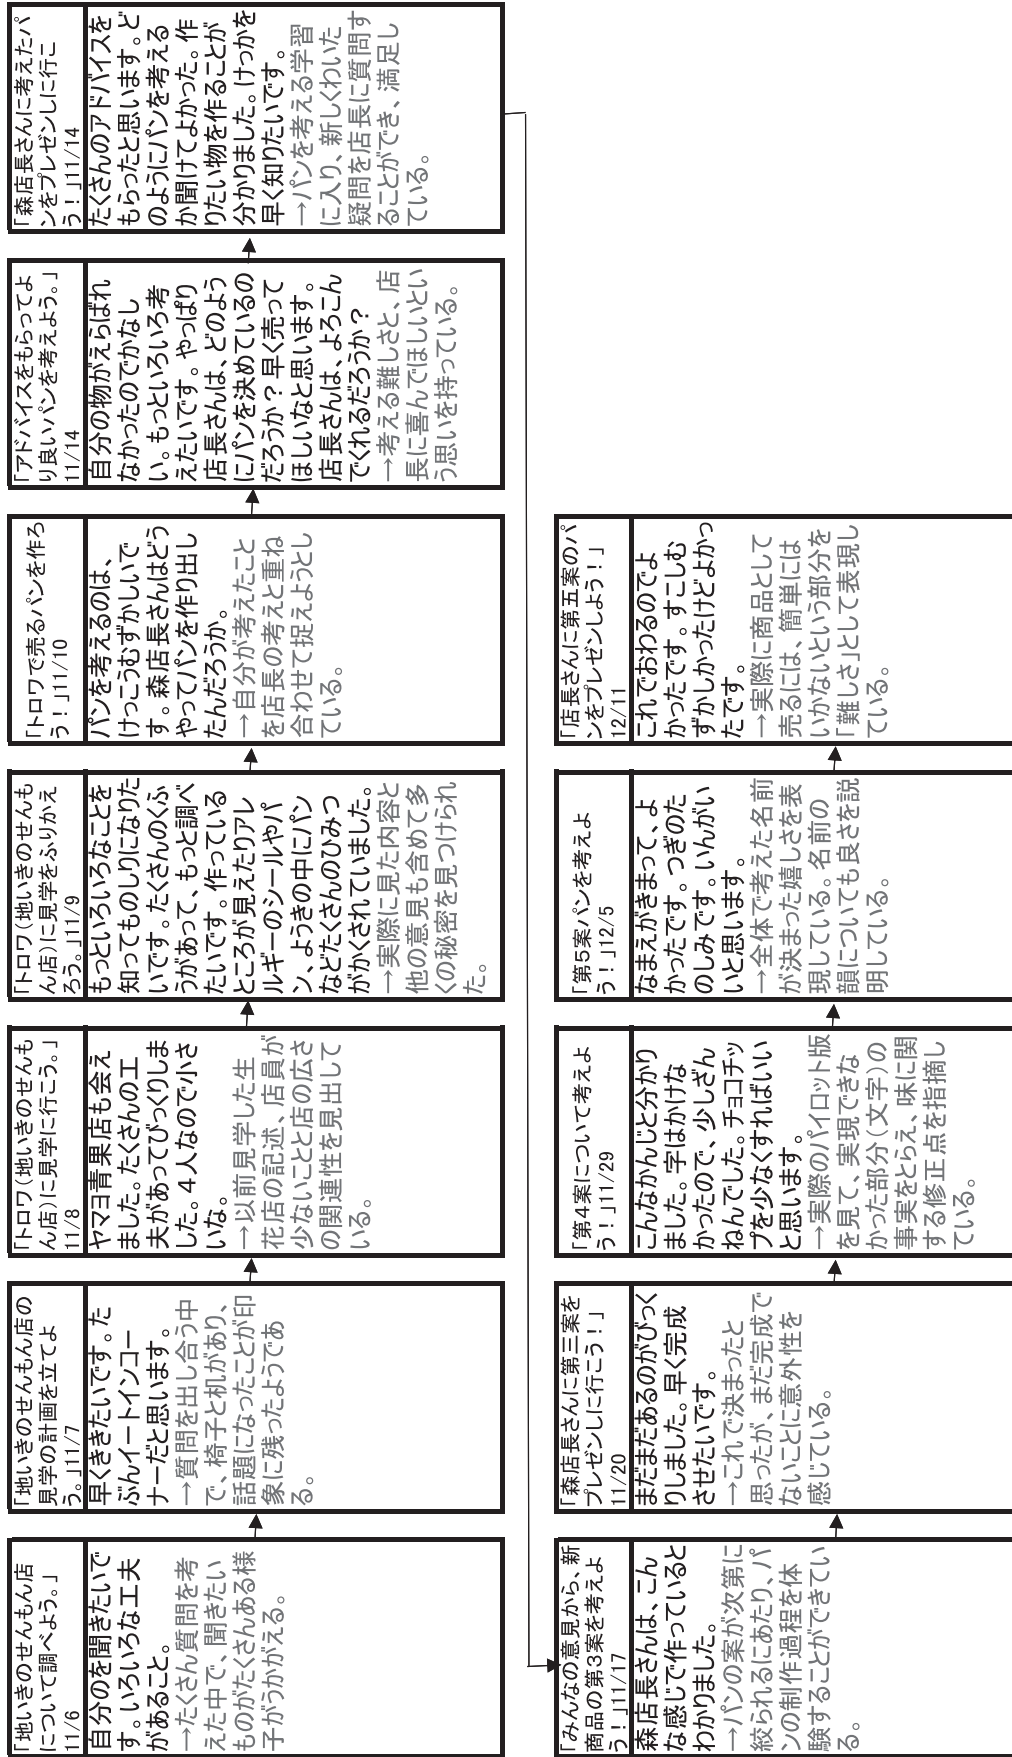 「地いきのせんもん店
について調べよう。」
11/6
自分のを聞きたいで
す。いろいろな工夫
があること。
→たくさん質問を考
えた中で、聞きたい
ものがたくさんある様
子がうかがえる。
「地いきのせんもん店の
見学の計画を立てよ
う。」11/7
早くききたいです。た
ぶんイートインコー
ナーだと思います。
→質問を出し合う中
で、椅子と机があり、
話題になったことが印
象に残ったようであ
る。
「トロワ(地いきのせんも
ん店)に見学に行こう。」
11/8
ヤマヨ青果店も会え
ました。たくさんの工
夫があってびっくりしま
した。4人なので小さ
いな。
→以前見学した生
花店の記述、店員が
少ないことと店の広さ
の関連性を見出して
いる。
「トロワ(地いきのせんも
ん店)に見学をふりかえ
ろう。」11/9
もっといろいろなことを
知ってものしりになりた
いです。たくさんのくふ
うがあって、もっと調べ
たいです。作っている
ところが見えたりアレ
ルギーのシールやパ
ン、ようきの中にパン
などたくさんのひみつ
がかくされていました。
→実際に見た内容と
他の意見も含めて多
くの秘密を見つけられ
た。
「トロワで売るパンを作ろ
う!」11/10
パンを考えるのは、
けっこうむずかしいで
す。森店長さんはどう
やってパンを作り出し
たんだろうか。
→自分が考えたこと
を店長の考えと重ね
合わせて捉えようとし
ている。
「アドバイスをもらってよ
り良いパンを考えよう。」
11/14
自分の物がえらばれ
なかったのでかなし
い。もっといろいろ考
えたいです。やっぱり
店長さんは、どのよう
にパンを決めているの
だろうか?早く売って
ほしいなと思います。
店長さんは、よろこん
でくれるだろうか?
→考える難しさと、店
長に喜んでほしいとい
う思いを持っている。
「森店長さんに考えたパ
ンをプレゼンしに行こ
う!」11/14
たくさんのアドバイスを
もらったと思います。ど
のようにパンを考える
か聞けてよかった。作
りたい物を作ることが
分かりました。けっかを
早く知りたいです。
→パンを考える学習
に入り、新しくわいた
疑問を店長に質問す
ることができ、満足し
ている。
「みんなの意見から、新
商品の第3案を考えよ
う!」11/17
森店長さんは、こん
な感じで作っていると
わかりました。
→パンの案が次第に
絞られるにあたり、パ
ンの制作過程を体
験することができてい
る。
「森店長さんに第三案を
プレゼンしに行こう!」
11/20
まだまだあるのがびっく
りしました。早く完成
させたいです。
→これで決まったと
思ったが、まだ完成で
ないことに意外性を
感じている。
「第4案について考えよ
う!」11/29
こんなかんじと分かり
ました。字はかけな
かったので、少しざん
ねんでした。チョコチッ
プを少なくすればいい
と思います。
→実際のパイロット版
を見て、実現できな
かった部分(文字)の
事実をとらえ、味に関
する修正点を指摘し
ている。
「第5案パンを考えよ
う!」12/5
なまえがきまって、よ
かったです。つぎのた
のしみです。いんがい
いと思います。
→全体で考えた名前
が決まった嬉しさを表
現している。名前の
韻についても良さを説
明している。
「店長さんに第五案のパ
ンをプレゼンしよう!」
12/11
これでおわるのでよ
かったです。すこしむ
ずかしかったけどよかっ
たです。
→実際に商品として
売るには、簡単には
いかないという部分を
「難しさ」として表現し
ている。